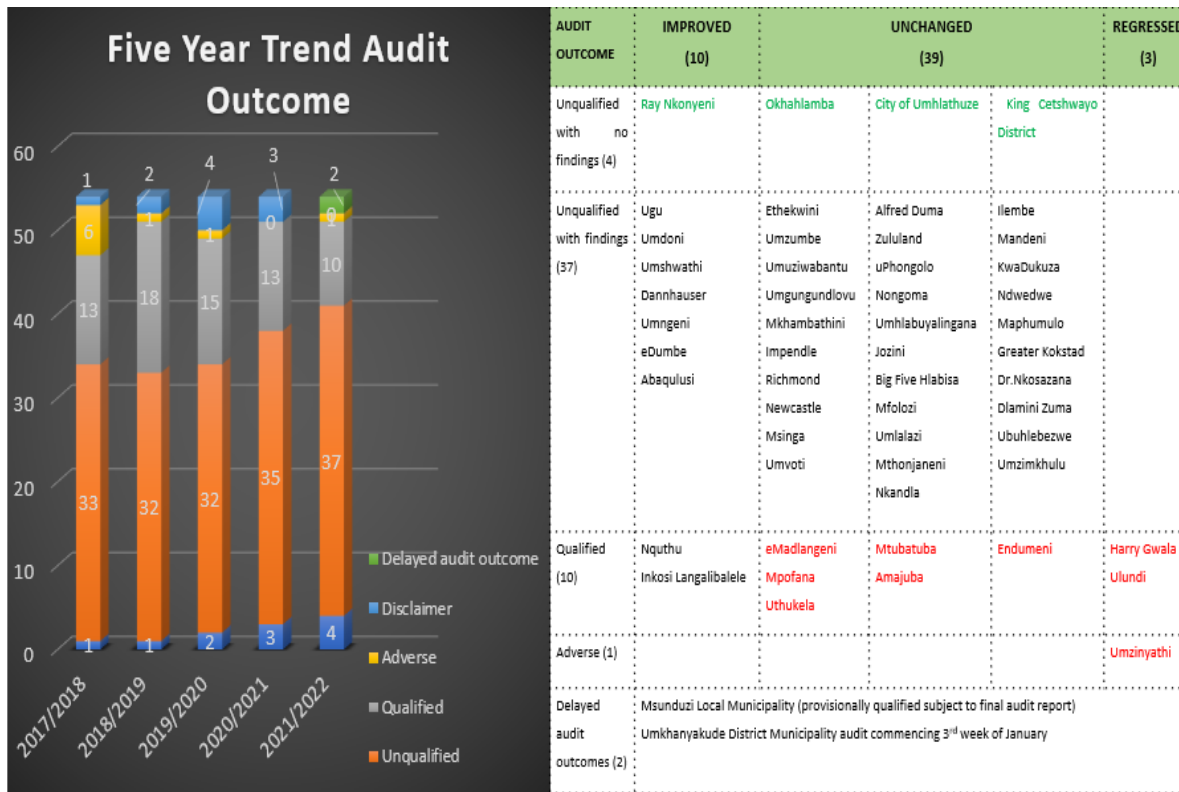 Five Year Trend Audit
Outcome
60
50
40
30
20
10
0
1
6
13
33
1
2
1
18
32
1
4
1
15
32
2
3
0
13
35
3
2
0
1
10
37
4
2017/2018
2018/2019
2019/2020
2020/2021
2021/2022
Delayed audit outcome
Disclaimer
Adverse
Qualified
Unqualified
AUDIT OUTCOME
IMPROVED (10)
UNCHANGED (39)
REGRESSED (3)
Unqualified with no findings (4)
Ray Nkonyeni
Okhahlamba
City of Umhlathuze
King Cetshwayo District
Unqualified with findings (37)
Ugu
Umdoni
Umshwathi
Dannhauser
Umngeni
eDumbe
Abaqulusi
Ethekwini
Umzumbe
Umuziwabantu
Umgungundlovu
Mkhambathini
Impendle
Richmond
Newcastle
Msinga
Umvoti
Alfred Duma
Zululand
uPhongolo
Nongoma
Umhlabuyalingana
Jozini
Big Five Hlabisa
Mfolozi
Umlalazi
Mthonjaneni
Nkandla
Ilembe
Mandeni
KwaDukuza
Ndwedwe
Maphumulo
Greater Kokstad
Dr.Nkosazana
Dlamini Zuma
Ubuhlebezwe
Umzimkhulu
Qualified (10)
Nquthu
Inkosi Langalibalele
eMadlangeni
Mpofana
Uthukela
Mtubatuba
Amajuba
Endumeni
Harry Gwala
Ulundi
Adverse (1)
Umzinyathi
Delayed audit outcomes (2)
Msunduzi Local Municipality (provisionally qualified subject to final audit report)
Umkhanyakude District Municipality audit commencing 3rd week of January